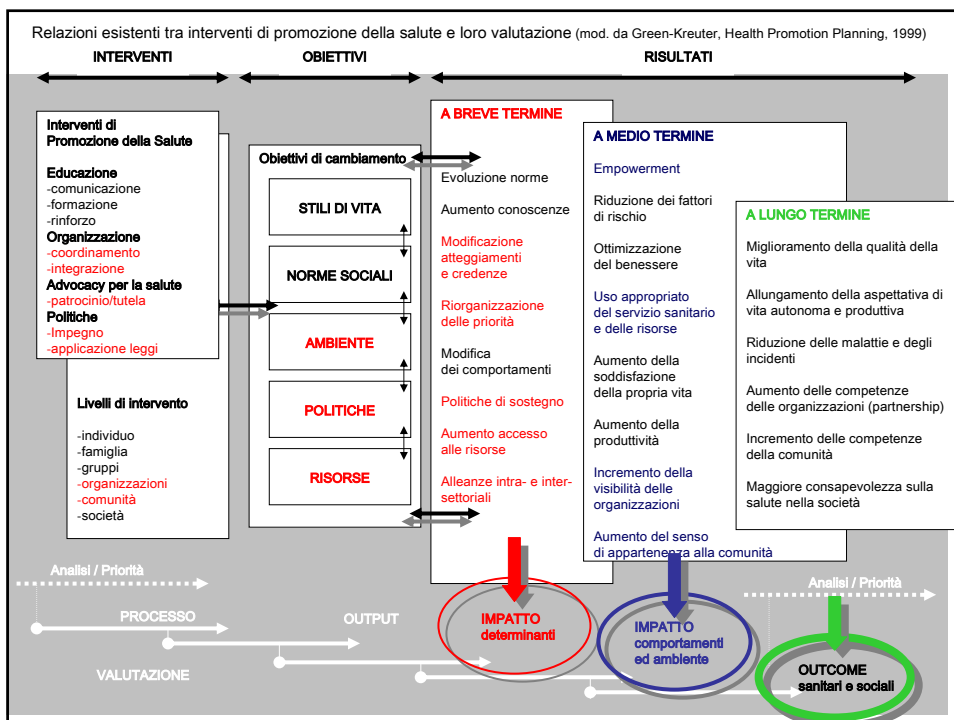 Relazioni esistenti tra interventi di promozione della salute e loro valutazione (mod. da Green-Kreuter, Health Promotion Planning, 1999)
INTERVENTI
OBIETTIVI
RISULTATI
Interventi di
Promozione della Salute
Educazione
-comunicazione
-formazione
-rinforzo
Organizzazione
-coordinamento
-integrazione
Advocacy per la salute
-patrocinio/tutela
Politiche
-Impegno
-applicazione leggi
Livelli di intervento
-individuo
-famiglia
-gruppi
-organizzazioni
-comunità
-società
Obiettivi di cambiamento
STILI DI VITA
NORME SOCIALI
AMBIENTE
POLITICHE
RISORSE
A BREVE TERMINE
Evoluzione norme
Aumento conoscenze
Modificazione
atteggiamenti
e credenze
Riorganizzazione
delle priorità
Modifica
dei comportamenti
Politiche di sostegno
Aumento accesso
alle risorse
Alleanze intra- e inter-
settoriali
A MEDIO TERMINE
Empowerment
Riduzione dei fattori
di rischio
Ottimizzazione
del benessere
Uso appropriato
del servizio sanitario
e delle risorse
Aumento della
soddisfazione
della propria vita
Aumento della
produttività
Incremento della
visibilità delle
organizzazioni
Aumento del senso
di appartenenza alla comunità
A LUNGO TERMINE
Miglioramento della qualità della
vita
Allungamento della aspettativa di
vita autonoma e produttiva
Riduzione delle malattie e degli
incidenti
Aumento delle competenze
delle organizzazioni (partnership)
Incremento delle competenze
della comunità
Maggiore consapevolezza sulla
salute nella società
Analisi / Priorità
PROCESSO
OUTPUT
VALUTAZIONE
IMPATTO
determinanti
IMPATTO
comportamenti
ed ambiente
Analisi / Priorità
OUTCOME
sanitari e sociali